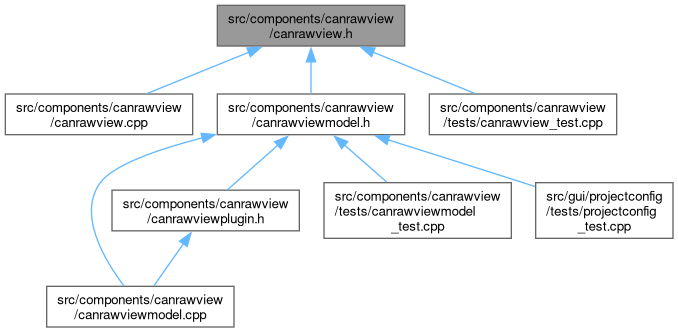 src/components/canrawview
/canrawview.h
src/components/canrawview
/canrawview.cpp
src/components/canrawview
/canrawviewmodel.h
src/components/canrawview
/tests/canrawview_test.cpp
src/components/canrawview
/canrawviewplugin.h
src/components/canrawview
/tests/canrawviewmodel
_test.cpp
src/gui/projectconfig
/tests/projectconfig
_test.cpp
src/components/canrawview
/canrawviewmodel.cpp